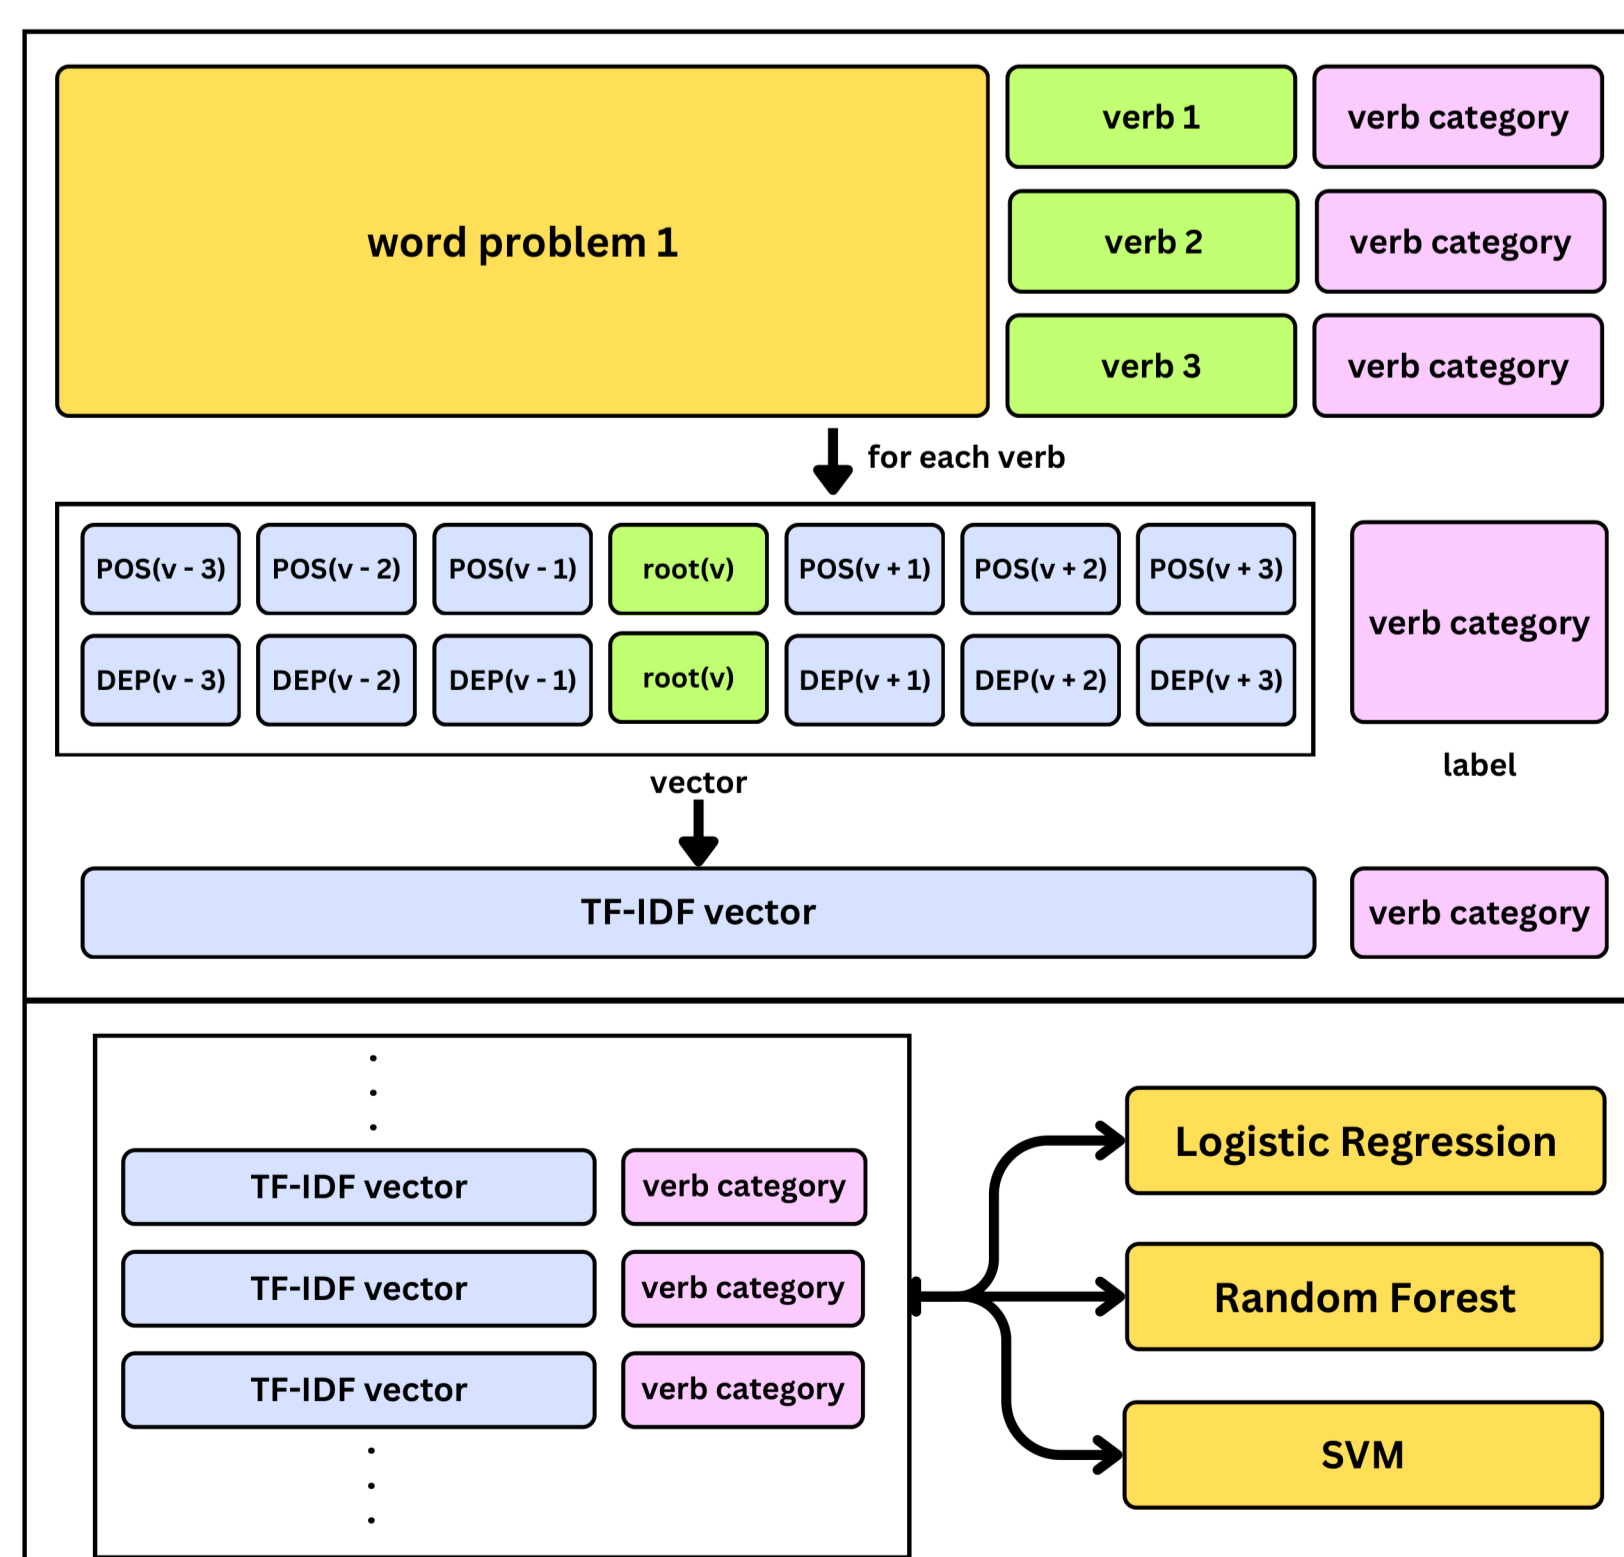 word problem 1
verb 1
verb category
verb 2
verb category
verb 3
verb category
for each verb
POS(v - 3)
POS(v - 2)
POS(v - 1)
root(v)
POS(v + 1)
POS(v + 2)
POS(v + 3)
DEP(v - 3)
DEP(v - 2)
DEP(v - 1)
root(v)
DEP(v + 1)
DEP(v + 2)
DEP(v + 3)
verb category
vector
label
TF-IDF vector
verb category
TF-IDF vector
verb category
TF-IDF vector
verb category
TF-IDF vector
verb category
Logistic Regression
Random Forest
SVM